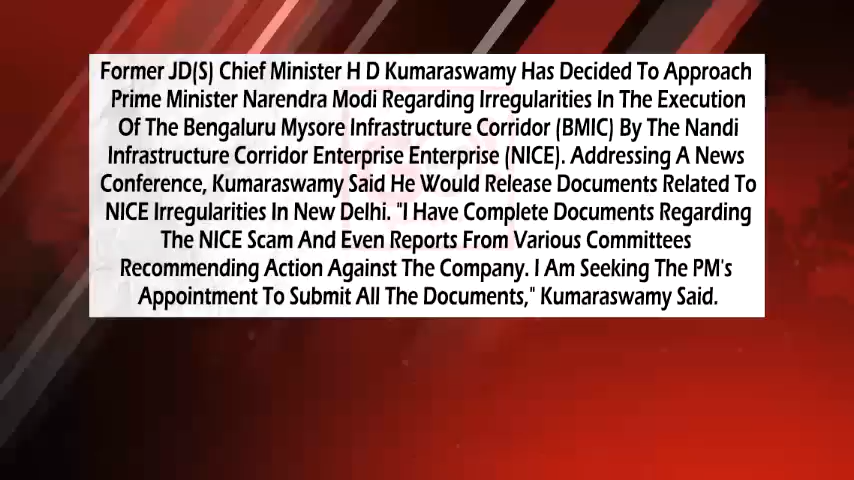 Former JD(S) Chief Minister H D Kumaraswamy Has Decided To Approach
Prime Minister Narendra Modi Regarding Irregularities In The Execution
Of The Bengaluru Mysore Infrastructure Corridor (BMIC) By The Nandi
Infrastructure Corridor Enterprise Enterprise (NICE). Addressing A News
Conference, Kumaraswamy Said He Would Release Documents Related To
NICE Irregularities In New Delhi. "I Have Complete Documents Regarding
The NICE Scam And Even Reports From Various Committees
Recommending Action Against The Company. I Am Seeking The PM's
Appointment To Submit All The Documents," Kumaraswamy Said.